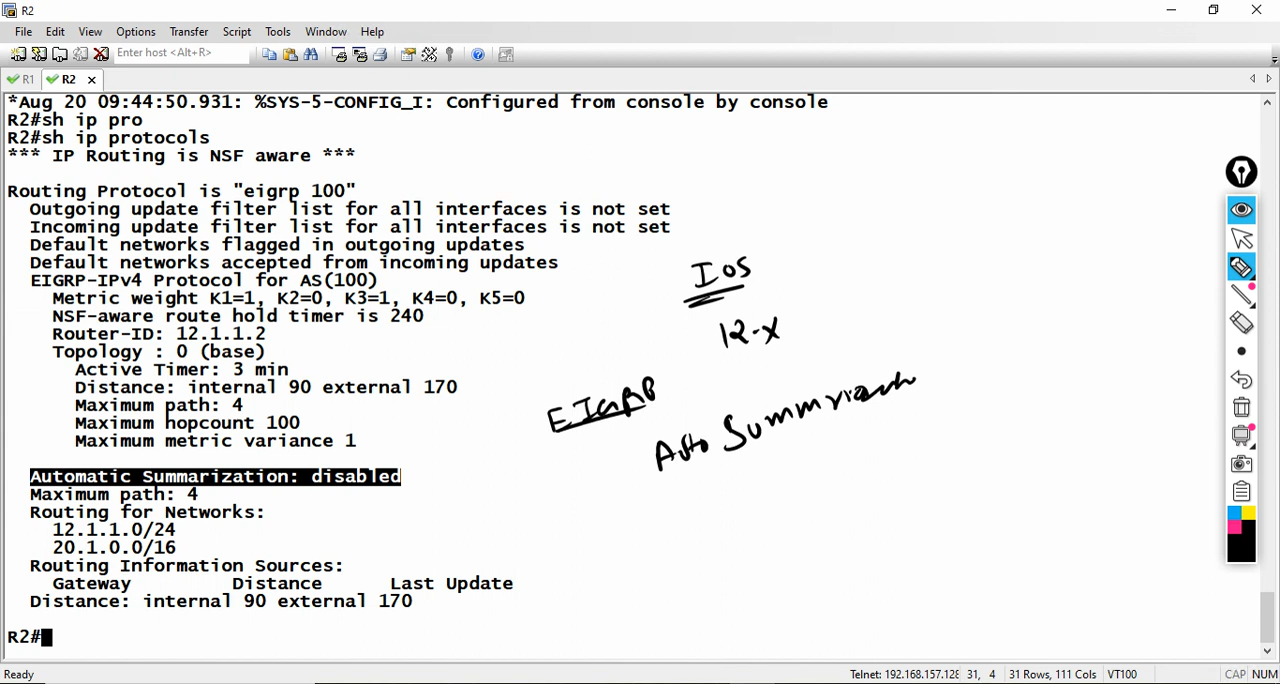 R2
File Edit View Options Transfer Script Tools Window Help
Enter host <Alt+R>
R1 R2
*Aug 20 09:44:50.931: %SYS-5-CONFIG_I: Configured from console by console
R2#sh ip pro
R2#sh ip protocols
*** IP Routing is NSF aware ***
Routing Protocol is "eigrp 100"
Outgoing update filter list for all interfaces is not set
Incoming update filter list for all interfaces is not set
Default networks flagged in outgoing updates
Default networks accepted from incoming updates
EIGRP-IPv4 Protocol for AS(100)
Metric weight K1=1, K2=0, K3=1, K4=0, K5=0
NSF-aware route hold timer is 240
Router-ID: 12.1.1.2
Topology : 0 (base)
Active Timer: 3 min
Distance: internal 90 external 170
Maximum path: 4
Maximum hopcount 100
Maximum metric variance 1
IOS
12.x
EIGRP
Auto
Automatic Summarization: disabled
Maximum path: 4
Routing for Networks:
12.1.1.0/24
20.1.0.0/16
Routing Information Sources:
Gateway Distance Last Update
Distance: internal 90 external 170
R2#
Ready Telnet: 192.168.157.128 31, 4 31 Rows, 111 Cols VT100 CAP NUM